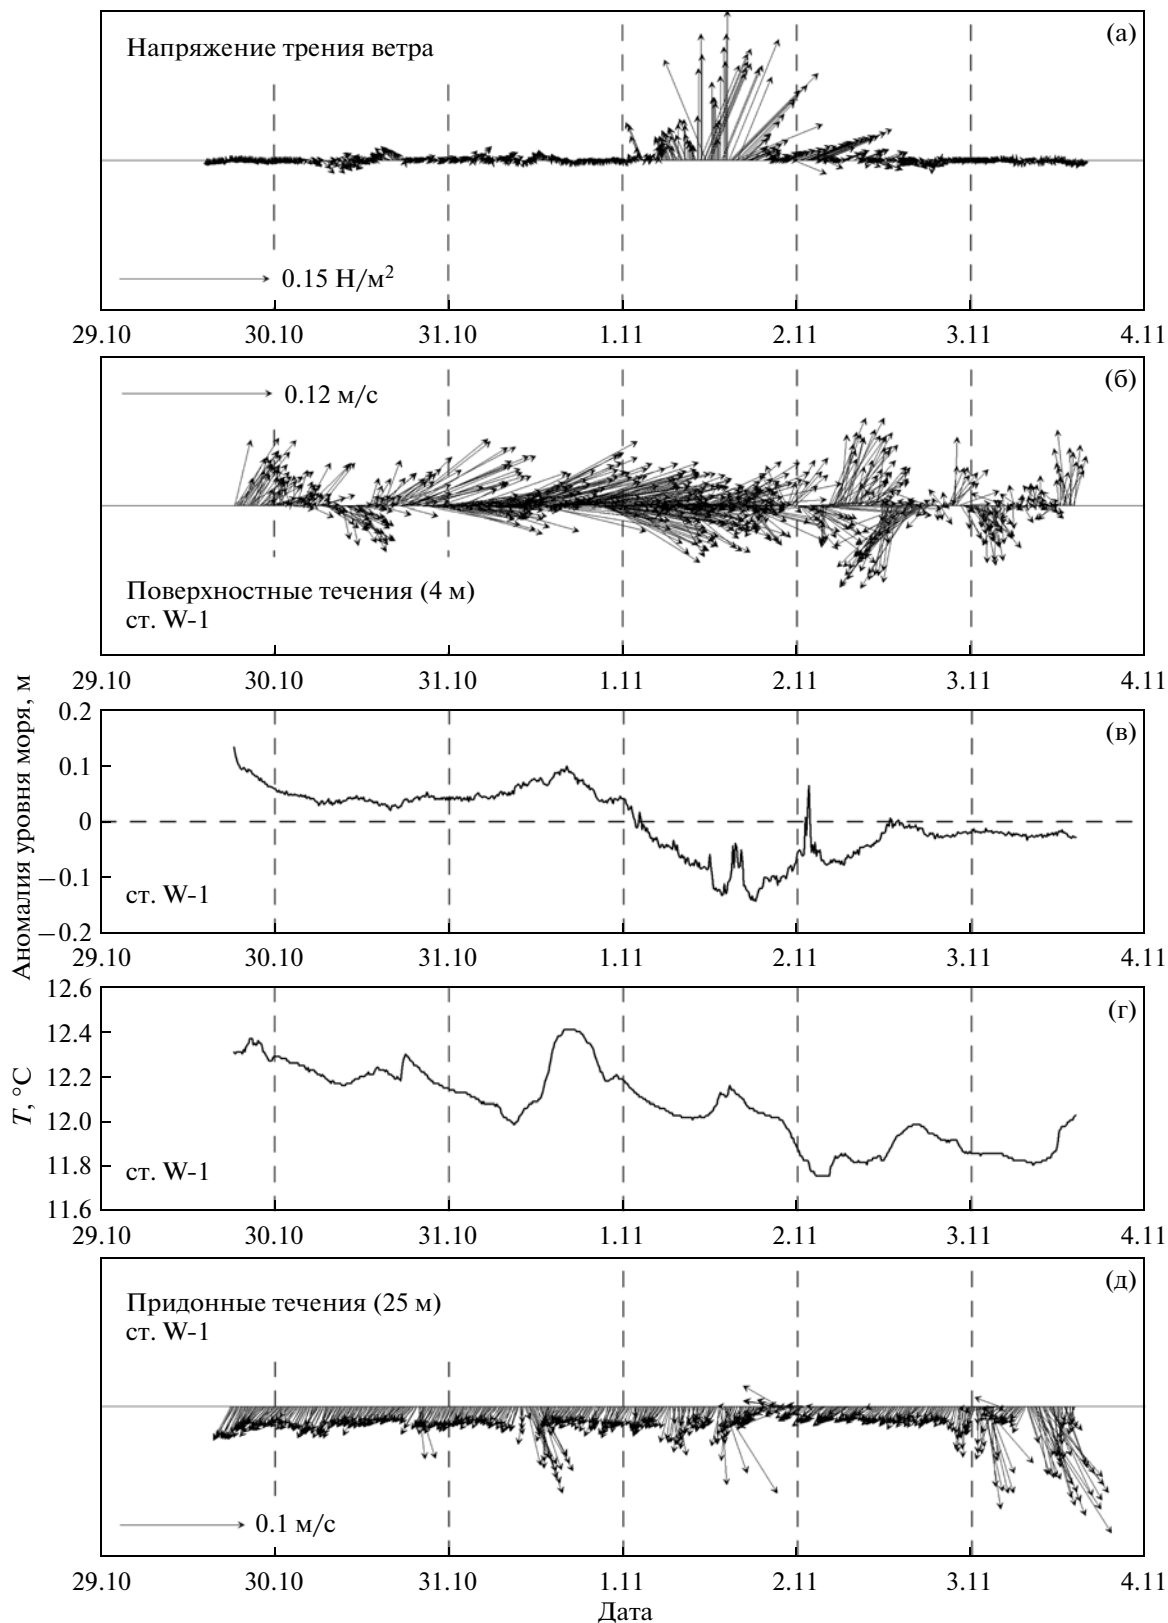 (а)
Напряжение трения ветра
0.15 Н/м²
29.10 30.10 31.10 1.11 2.11 3.11 4.11
(б)
0.12 м/с
Поверхностные течения (4 м)
ст. W-1
29.10 30.10 31.10 1.11 2.11 3.11 4.11
Аномалия уровня моря, м
(в)
0.2
0.1
0
−0.1
−0.2
ст. W-1
29.10 30.10 31.10 1.11 2.11 3.11 4.11
T, °C
(г)
12.6
12.4
12.2
12.0
11.8
11.6
ст. W-1
29.10 30.10 31.10 1.11 2.11 3.11 4.11
(д)
Придонные течения (25 м)
ст. W-1
0.1 м/с
29.10 30.10 31.10 1.11 2.11 3.11 4.11
Дата